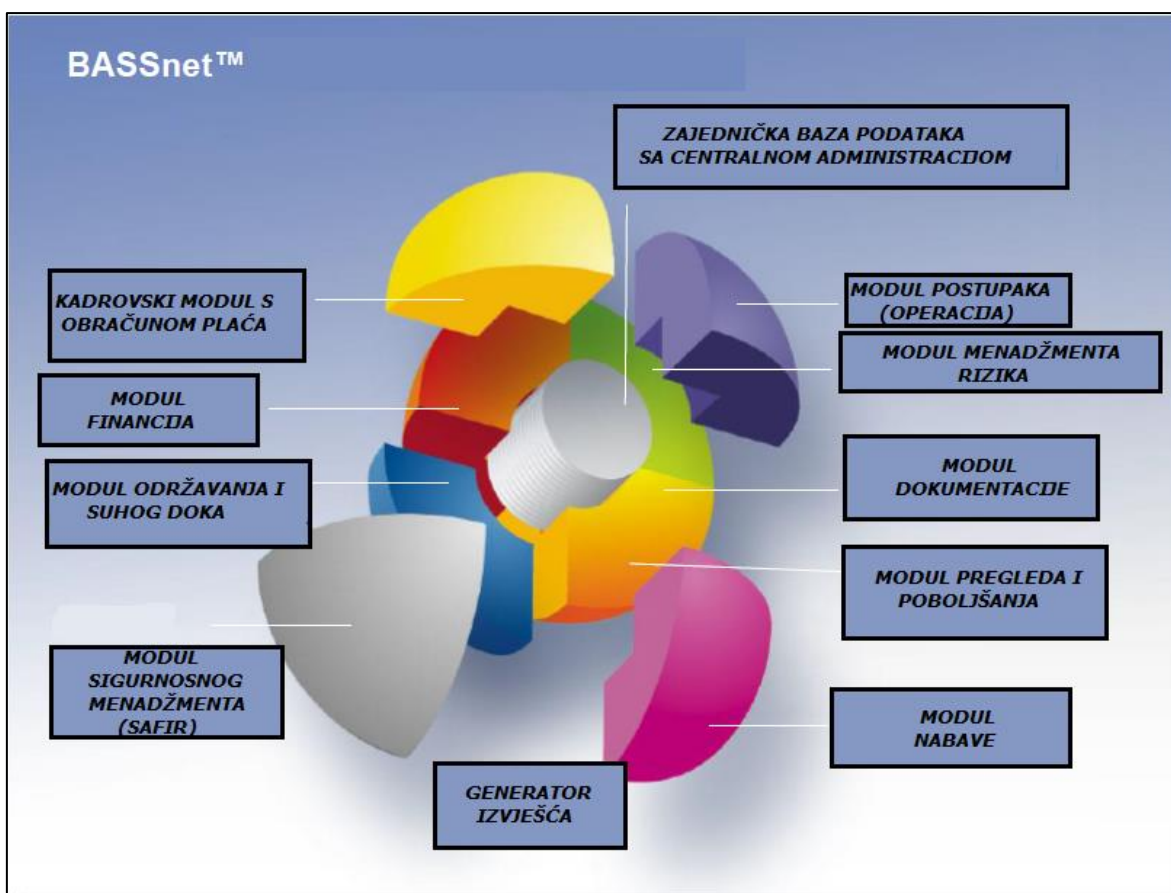 BASSnet™
ZAJEDNIČKA BAZA PODATAKA
SA CENTRALNOM ADMINISTRACIJOM
KADROVSKI MODUL S
OBRAČUNOM PLAĆA
MODUL
FINANCIJA
MODUL ODRŽAVANJA I
SUHOG DOKA
MODUL
SIGURNOSNOG
MENADŽMENTA
(SAFIR)
MODUL POSTUPAKA
(OPERACIJA)
MODUL MENADŽMENTA
RIZIKA
MODUL
DOKUMENTACIJE
MODUL PREGLEDA I
POBOLJŠANJA
MODUL
NABAVE
GENERATOR
IZVJEŠĆA